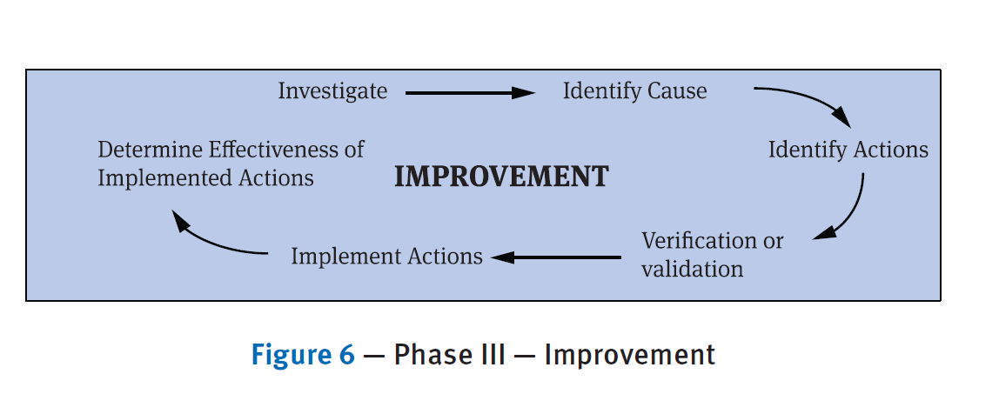 Investigate
Identify Cause
Identify Actions
Determine Effectiveness of
Implemented Actions
IMPROVEMENT
Verification or
validation
Implement Actions
Figure 6 — Phase III — Improvement